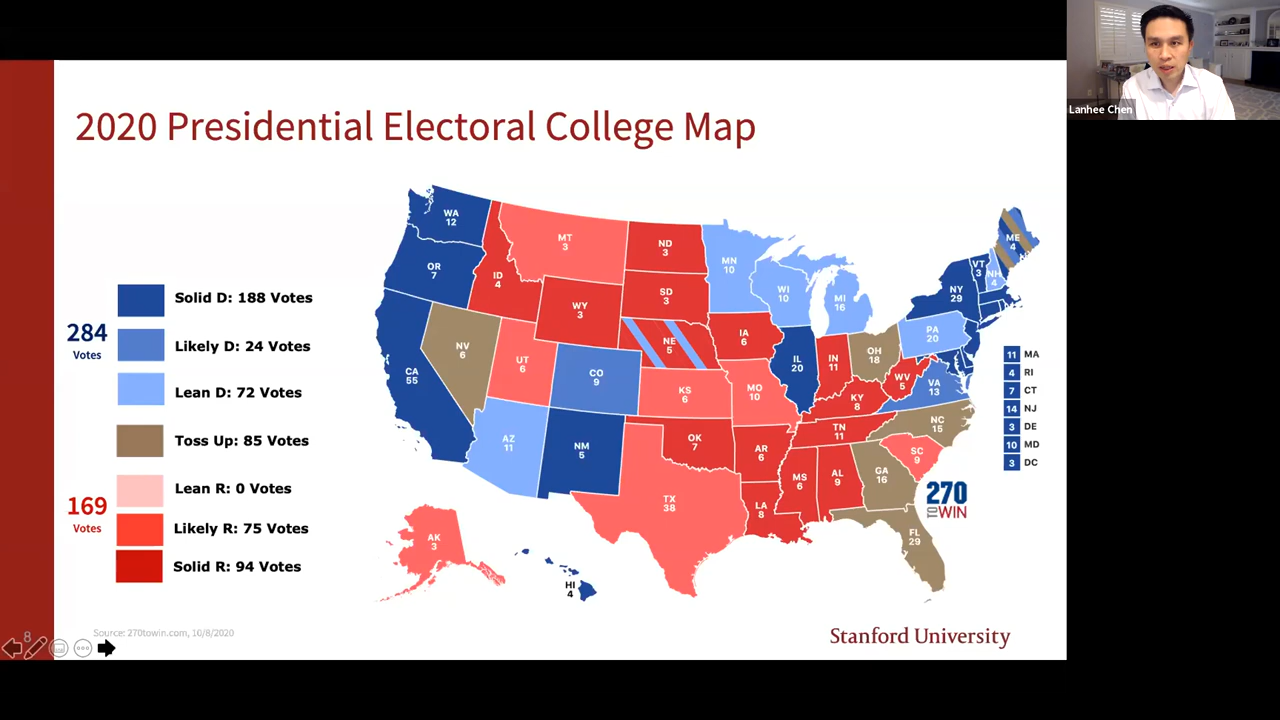 Lanhee Chen
2020 Presidential Electoral College Map
284
Votes
Solid D: 188 Votes
Likely D: 24 Votes
Lean D: 72 Votes
Toss Up: 85 Votes
169
Votes
Lean R: 0 Votes
Likely R: 75 Votes
Solid R: 94 Votes
WA
12
OR
7
CA
55
NV
6
ID
4
MT
3
WY
3
UT
6
AZ
11
CO
9
NM
5
ND
3
SD
3
NE
5
KS
6
OK
7
TX
38
MN
10
IA
6
MO
10
AR
6
LA
8
WI
10
IL
20
MI
16
IN
11
OH
18
KY
8
TN
11
MS
6
AL
9
GA
16
FL
29
SC
9
NC
15
VA
13
WV
5
PA
20
NY
29
VT
3
NH
4
ME
4
AK
3
HI
4
11 MA
4 RI
7 CT
14 NJ
3 DE
10 MD
3 DC
270
TO WIN
8
Source: 270towin.com, 10/8/2020
Stanford University